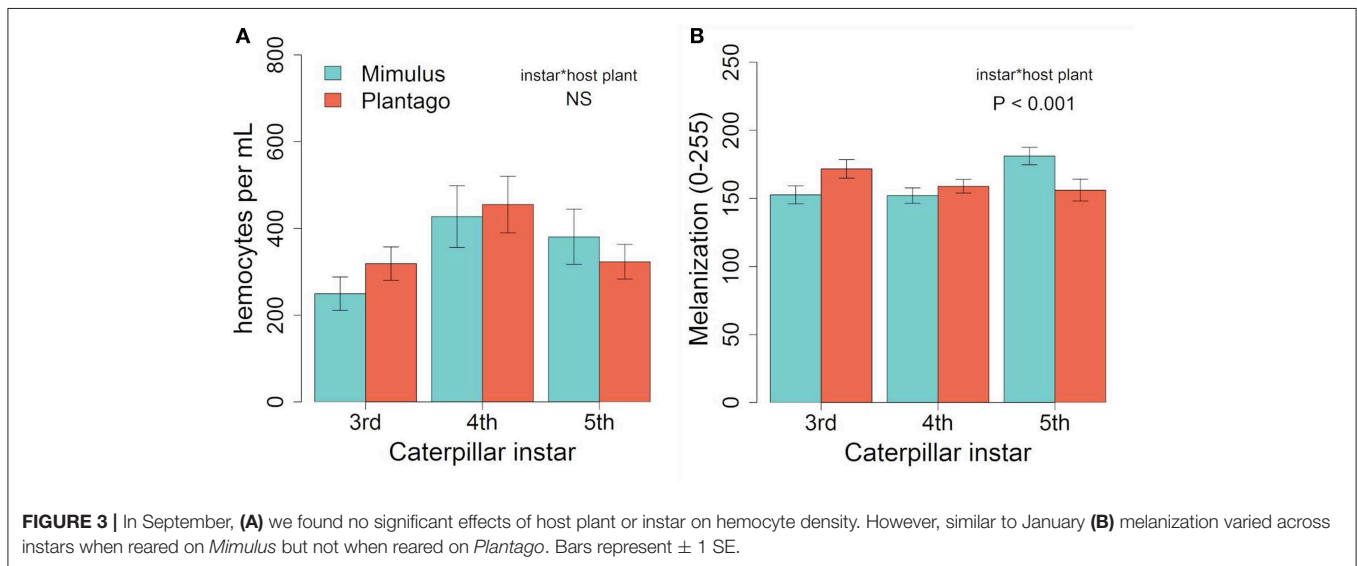 A
hemocytes per mL
800
600
400
200
0
Mimulus
Plantago
instar*host plant
NS
3rd 4th 5th
Caterpillar instar
B
Melanization (0-255)
250
200
150
100
50
0
instar*host plant
P < 0.001
3rd 4th 5th
Caterpillar instar
FIGURE 3 | In September, (A) we found no significant effects of host plant or instar on hemocyte density. However, similar to January (B) melanization varied across
instars when reared on Mimulus but not when reared on Plantago. Bars represent ± 1 SE.